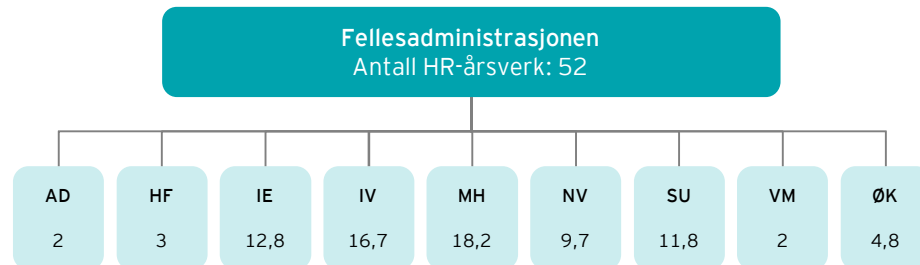 Fellesadministrasjonen
Antall HR-årsverk: 52
AD HF IE IV MH NV SU VM ØK
2 3 12,8 16,7 18,2 9,7 11,8 2 4,8